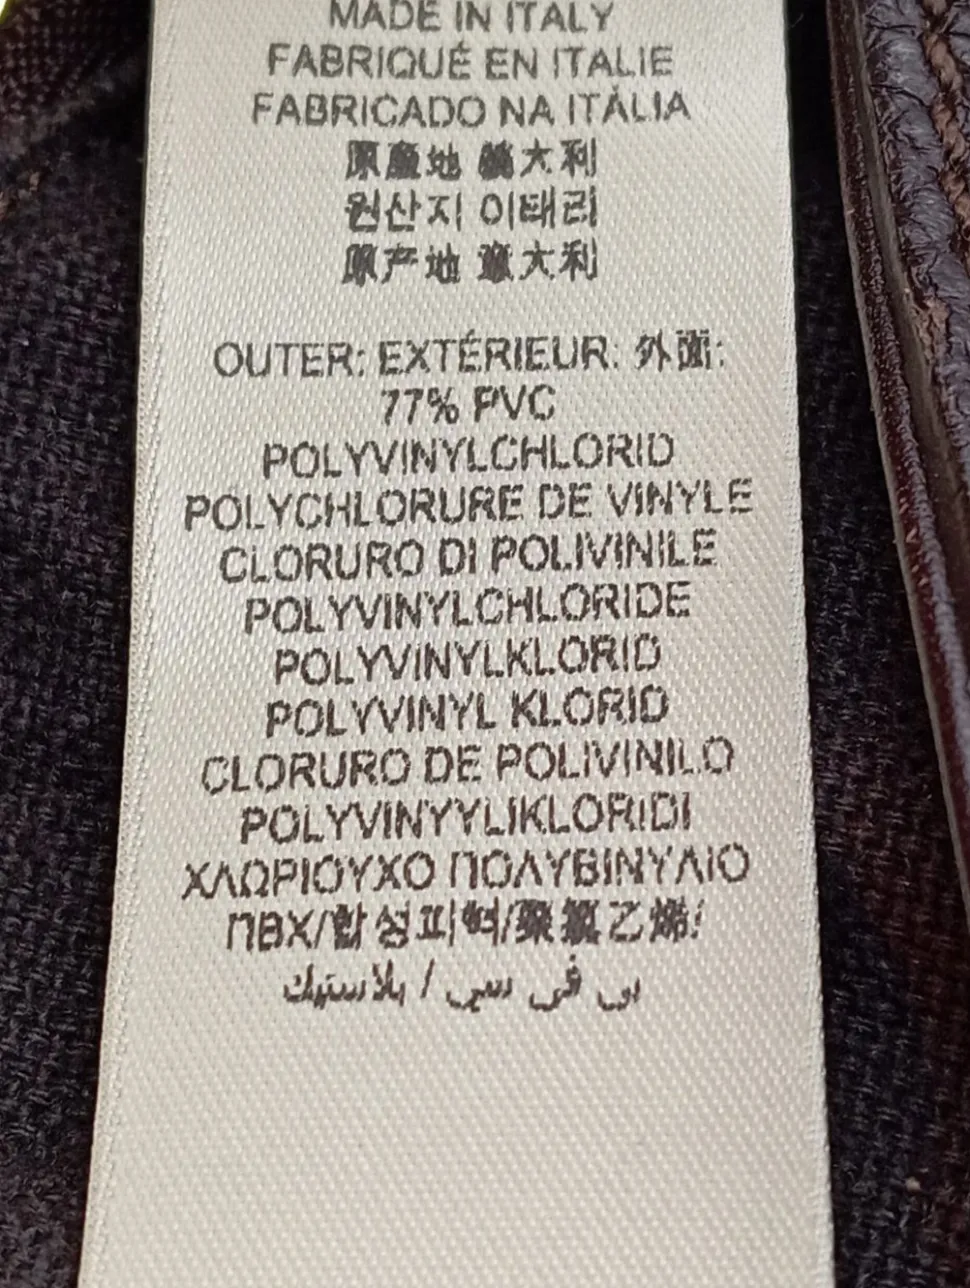 MADE IN ITALY
FABRIQUÉ EN ITALIE
FABRICADO NA ITÁLIA
原產地 義大利
원산지 이태리
原产地 意大利
OUTER: EXTÉRIEUR: 外面:
77% PVC
POLYVINYLCHLORID
POLYCHLORURE DE VINYLE
CLORURO DI POLIVINILE
POLYVINYLCHLORIDE
POLYVINYLKLORID
POLYVINYL KLORID
CLORURO DE POLIVINILO
POLYVINYYLIKLORIDI
ΧΛΩΡΙΟΥΧΟ ΠΟΛΥΒΙΝΥΛΙΟ
ПВХ/합성피혁/聚氯乙烯/
بي في سي / بلاستيك